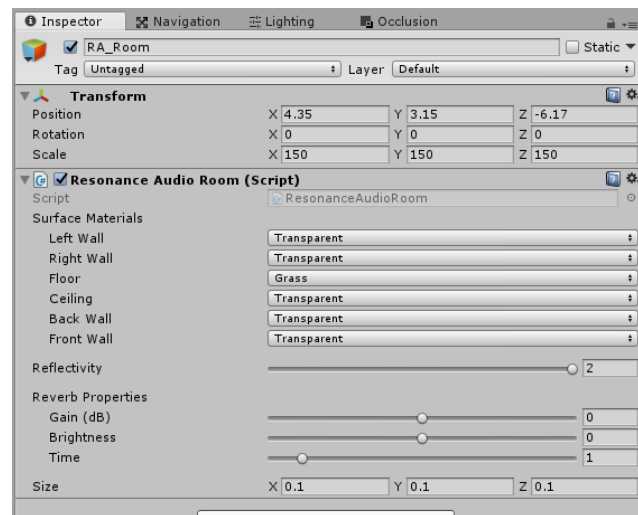 Inspector Navigation Lighting Occlusion
RA_Room Static
Tag Untagged Layer Default
Transform
Position X 4.35 Y 3.15 Z -6.17
Rotation X 0 Y 0 Z 0
Scale X 150 Y 150 Z 150
Resonance Audio Room (Script)
Script ResonanceAudioRoom
Surface Materials
Left Wall Transparent
Right Wall Transparent
Floor Grass
Ceiling Transparent
Back Wall Transparent
Front Wall Transparent
Reflectivity 2
Reverb Properties
Gain (dB) 0
Brightness 0
Time 1
Size X 0.1 Y 0.1 Z 0.1